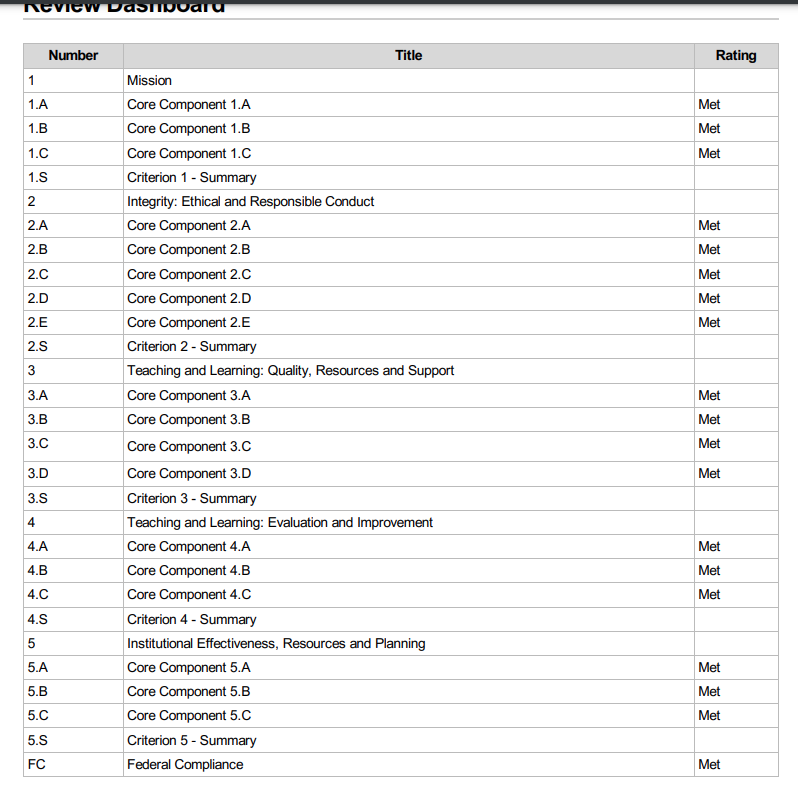 Review Dashboard
Number Title Rating
1 Mission
1.A Core Component 1.A Met
1.B Core Component 1.B Met
1.C Core Component 1.C Met
1.S Criterion 1 - Summary
2 Integrity: Ethical and Responsible Conduct
2.A Core Component 2.A Met
2.B Core Component 2.B Met
2.C Core Component 2.C Met
2.D Core Component 2.D Met
2.E Core Component 2.E Met
2.S Criterion 2 - Summary
3 Teaching and Learning: Quality, Resources and Support
3.A Core Component 3.A Met
3.B Core Component 3.B Met
3.C Core Component 3.C Met
3.D Core Component 3.D Met
3.S Criterion 3 - Summary
4 Teaching and Learning: Evaluation and Improvement
4.A Core Component 4.A Met
4.B Core Component 4.B Met
4.C Core Component 4.C Met
4.S Criterion 4 - Summary
5 Institutional Effectiveness, Resources and Planning
5.A Core Component 5.A Met
5.B Core Component 5.B Met
5.C Core Component 5.C Met
5.S Criterion 5 - Summary
FC Federal Compliance Met